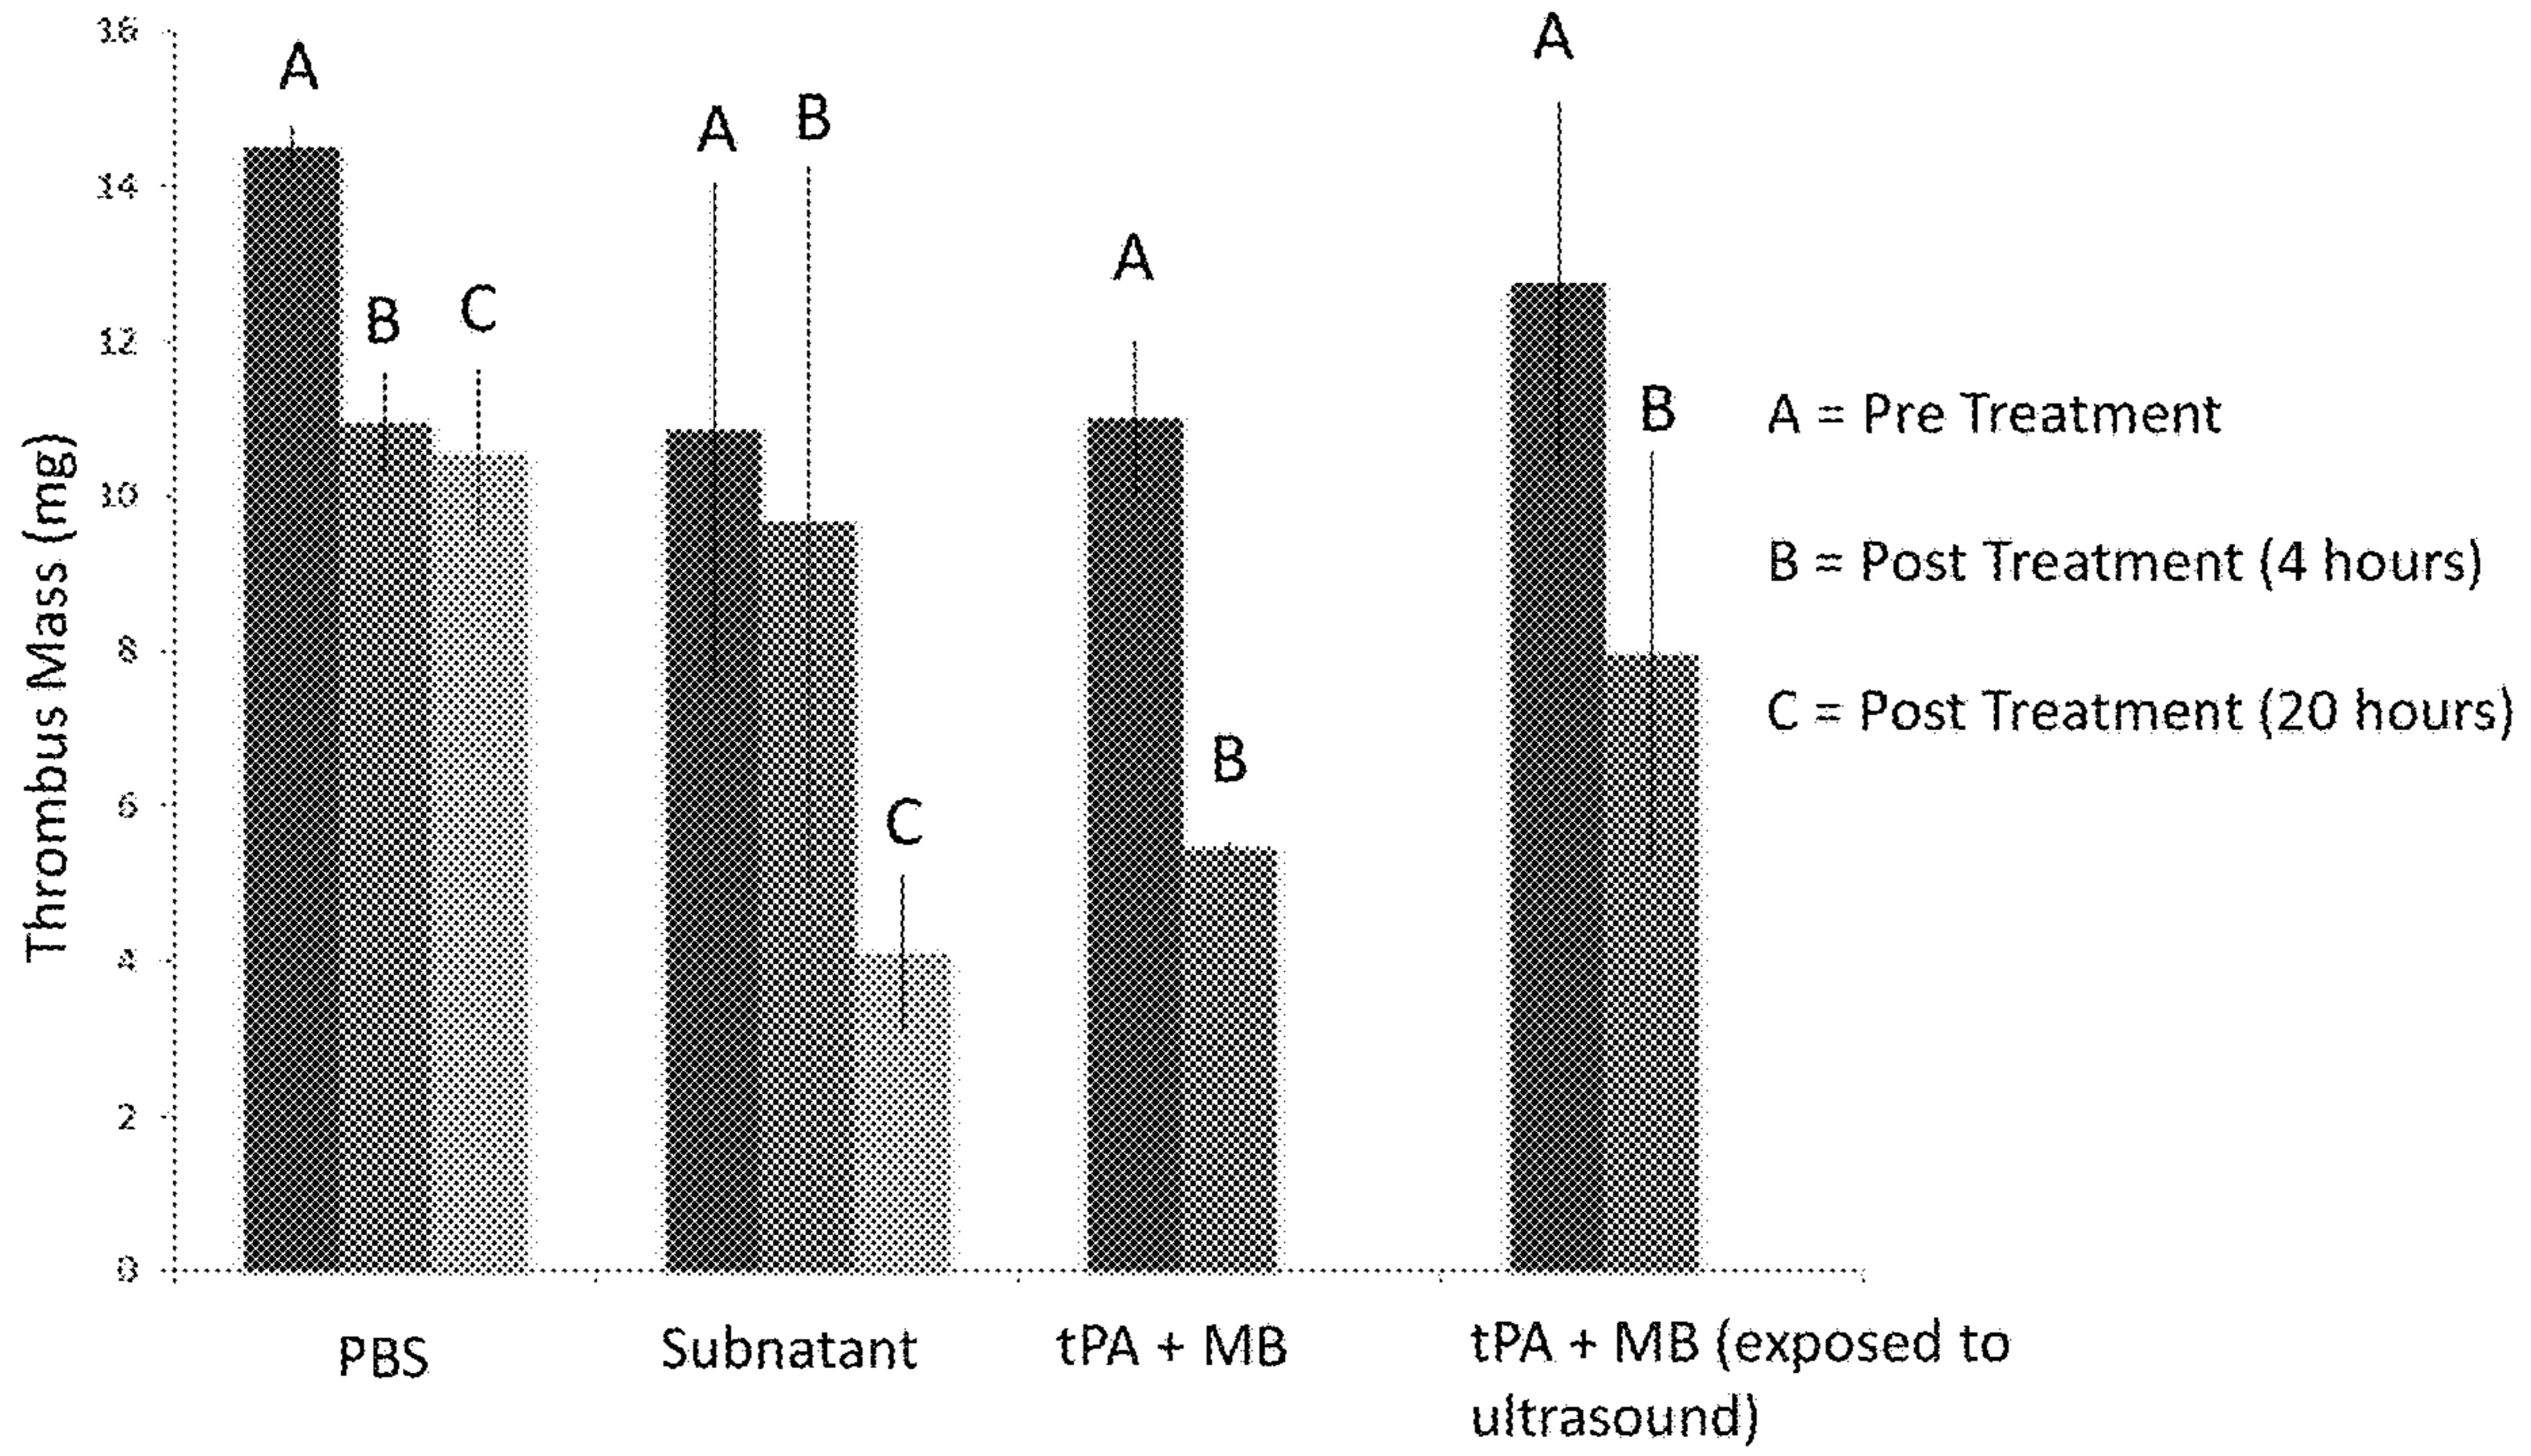 Thrombus Mass (mg)
16
14
12
10
8
6
4
2
0
A
B
C
A
B
C
A
B
A
B
A = Pre Treatment
B = Post Treatment (4 hours)
C = Post Treatment (20 hours)
PBS
Subnatant
tPA + MB
tPA + MB (exposed to
ultrasound)